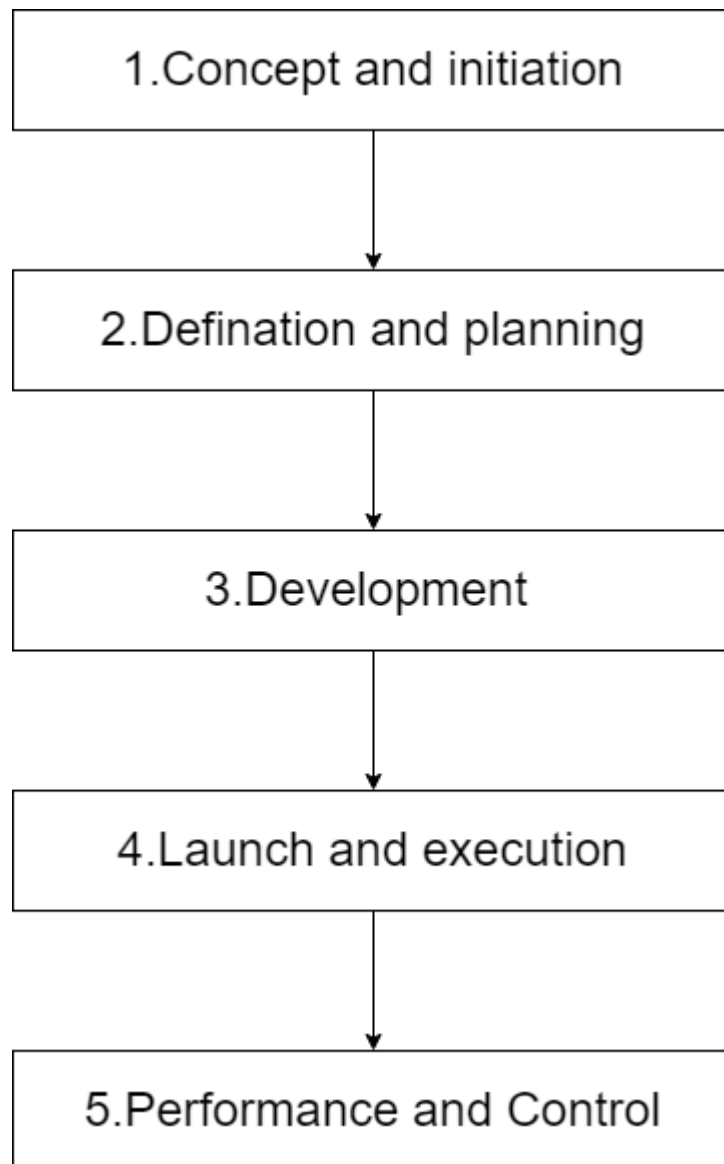 1.Concept and initiation
2.Defination and planning
3.Development
4.Launch and execution
5.Performance and Control